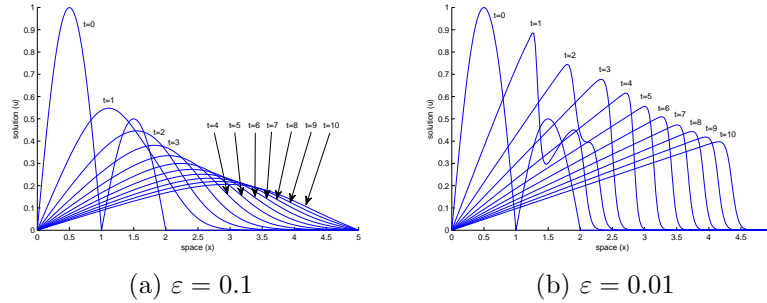 1
0.9
0.8
0.7
0.6
0.5
0.4
0.3
0.2
0.1
0
solution (u)
t=0
t=1
t=2
t=3
t=4 t=5 t=6 t=7 t=8 t=9 t=10
0 0.5 1 1.5 2 2.5 3 3.5 4 4.5 5
space (x)
(a) ε = 0.1
1
0.9
0.8
0.7
0.6
0.5
0.4
0.3
0.2
0.1
0
solution (u)
t=0
t=1
t=2
t=3
t=4
t=5
t=6
t=7
t=8
t=9
t=10
0 0.5 1 1.5 2 2.5 3 3.5 4 4.5
space (x)
(b) ε = 0.01